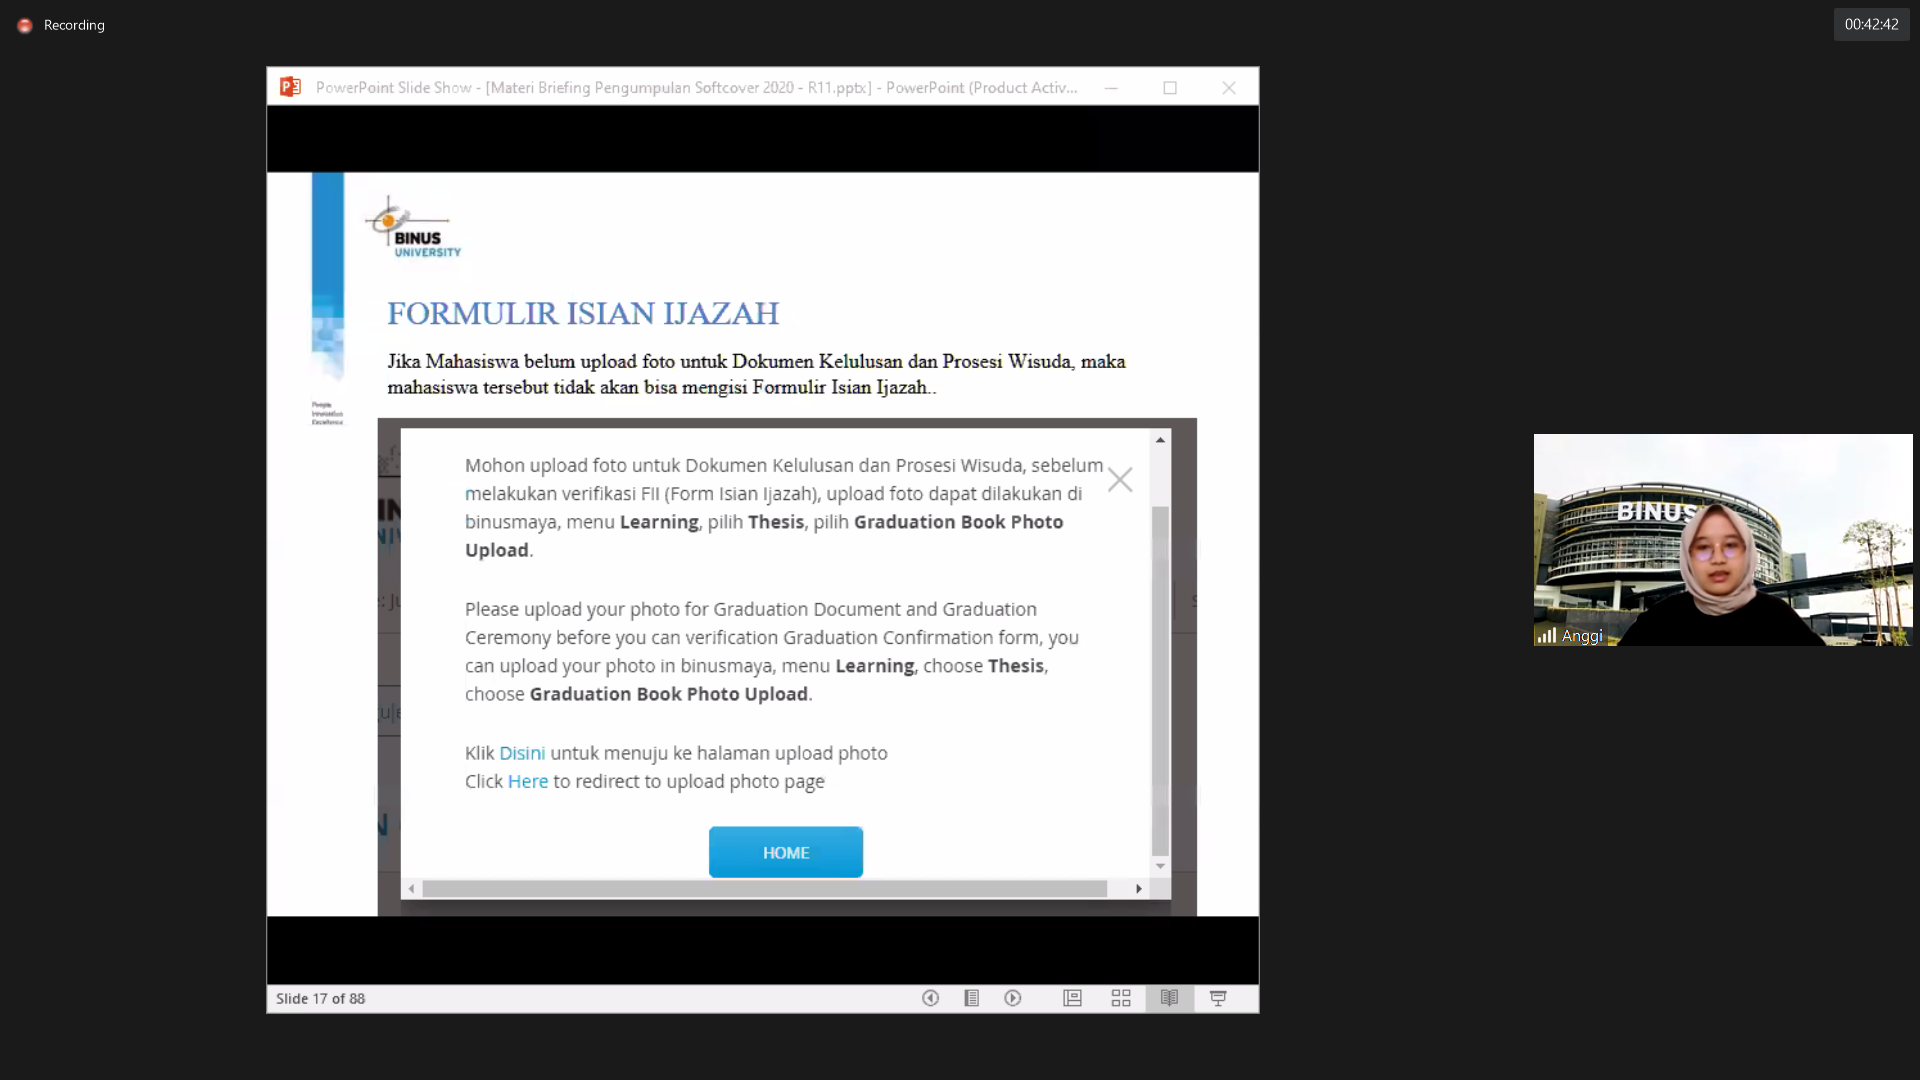 Recording
00:42:42
PowerPoint Slide Show - [Materi Briefing Pengumpulan Softcover 2020 - R11.pptx] - PowerPoint (Product Activ...
BINUS
UNIVERSITY
FORMULIR ISIAN IJAZAH
Jika Mahasiswa belum upload foto untuk Dokumen Kelulusan dan Prosesi Wisuda, maka
mahasiswa tersebut tidak akan bisa mengisi Formulir Isian Ijazah..
People
Innovation
Excellence
Mohon upload foto untuk Dokumen Kelulusan dan Prosesi Wisuda, sebelum
melakukan verifikasi FII (Form Isian Ijazah), upload foto dapat dilakukan di
binusmaya, menu Learning, pilih Thesis, pilih Graduation Book Photo
Upload.
Please upload your photo for Graduation Document and Graduation
Ceremony before you can verification Graduation Confirmation form, you
can upload your photo in binusmaya, menu Learning, choose Thesis,
choose Graduation Book Photo Upload.
Klik Disini untuk menuju ke halaman upload photo
Click Here to redirect to upload photo page
HOME
Slide 17 of 88
BINUS
Anggi